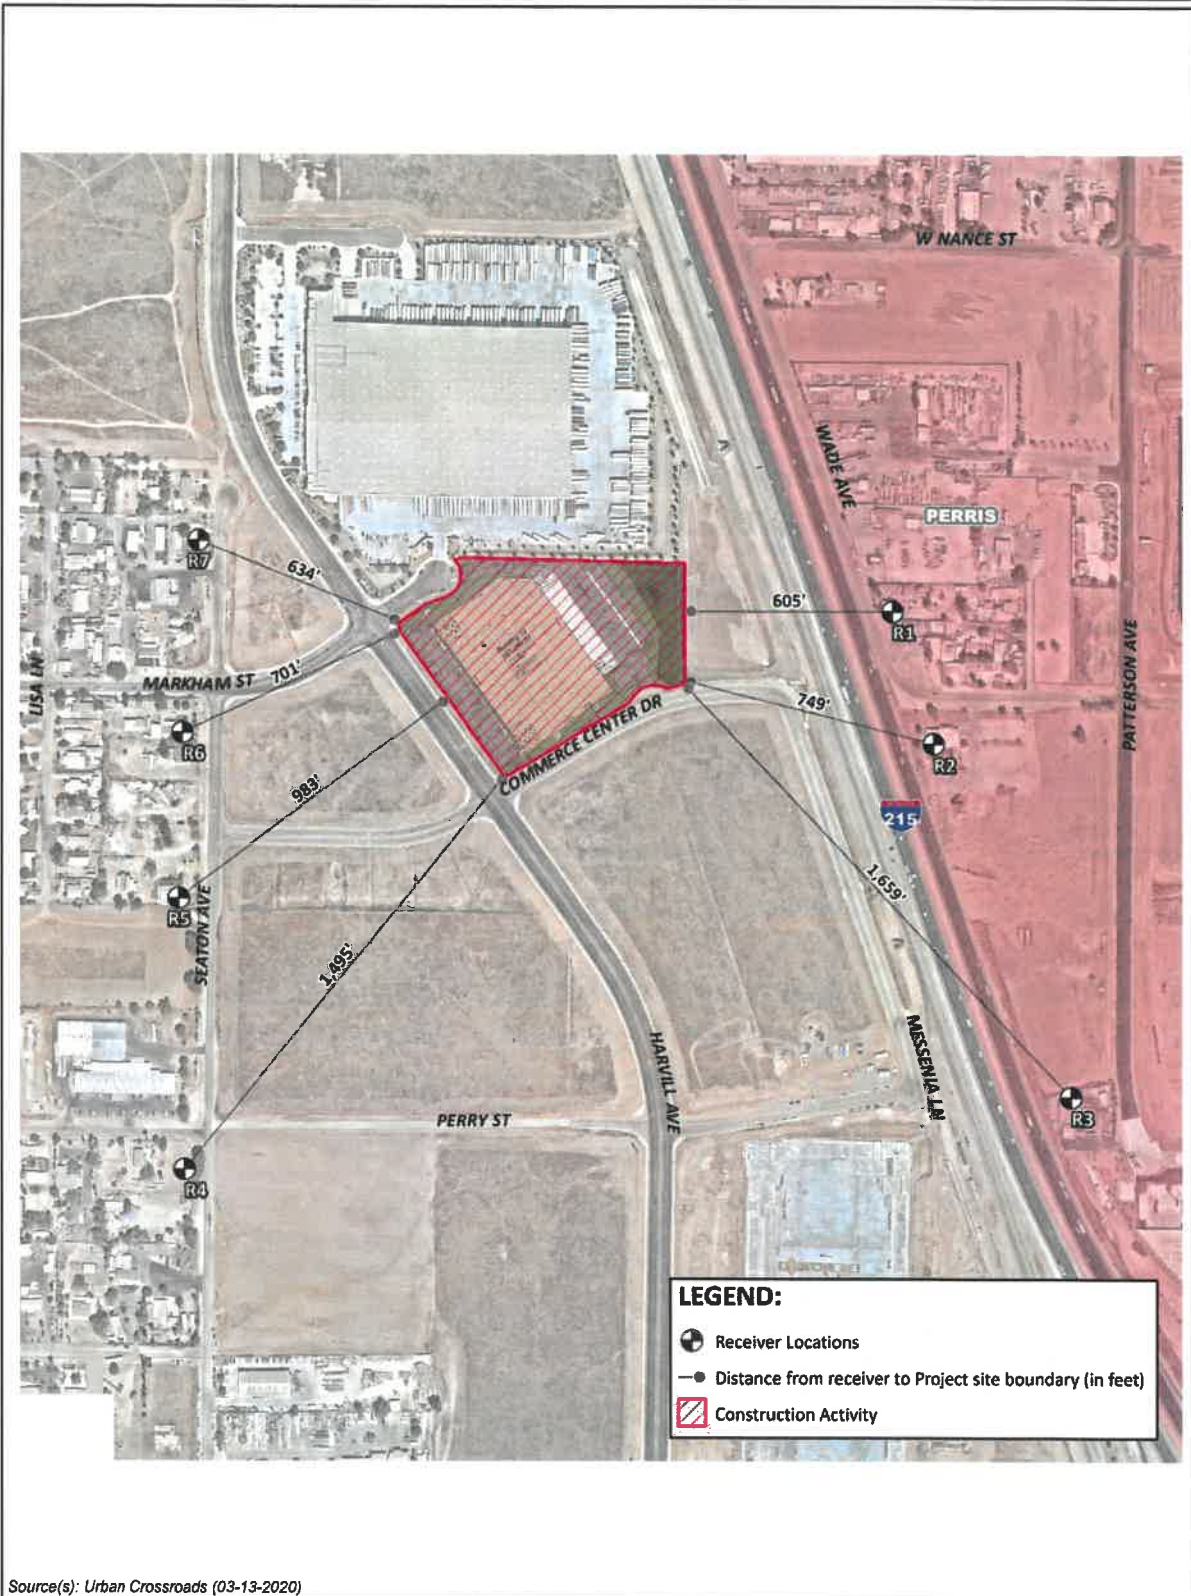 W NANCE ST
WADE AVE
PERRIS
R7
634'
605'
R1
PATTERSON AVE
LISA LN
MARKHAM ST
701'
COMMERCE CENTER DR
749'
R6
R2
983'
215
1,659'
R5
SEATON AVE
1,495'
HARVILL AVE
MESSENIA LN
R3
PERRY ST
R4
LEGEND:
Receiver Locations
Distance from receiver to Project site boundary (in feet)
Construction Activity
Source(s): Urban Crossroads (03-13-2020)